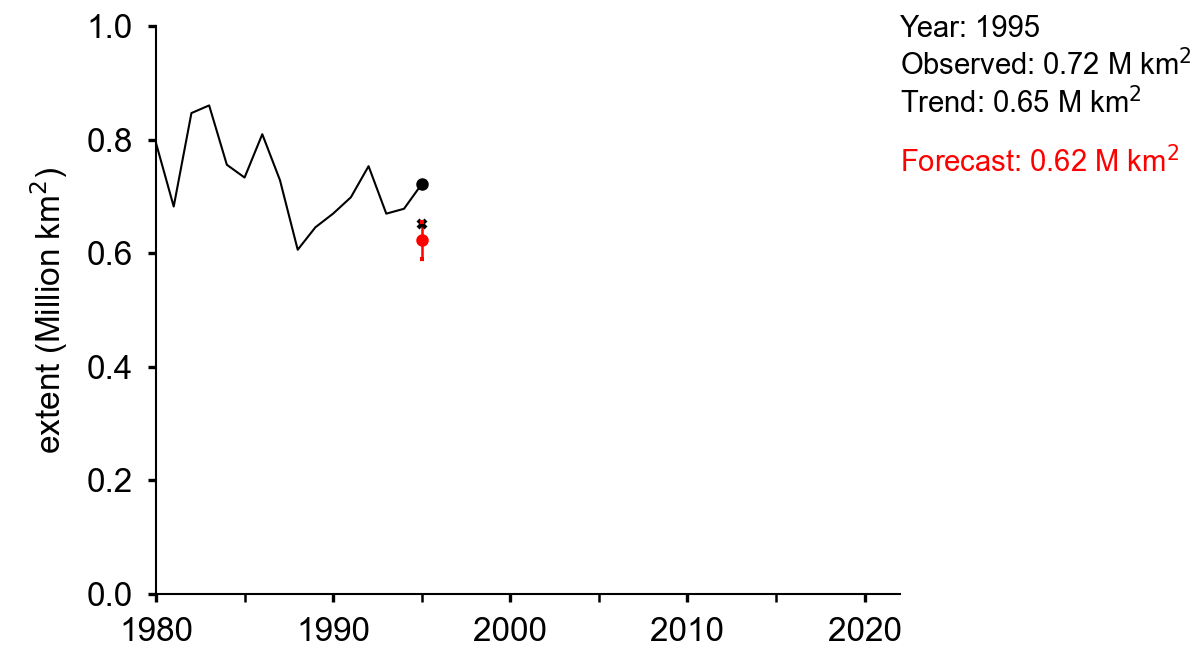 Year: 1995
Observed: 0.72 M km²
Trend: 0.65 M km²
Forecast: 0.62 M km²
extent (Million km²)
1.0
0.8
0.6
0.4
0.2
0.0
1980 1990 2000 2010 2020